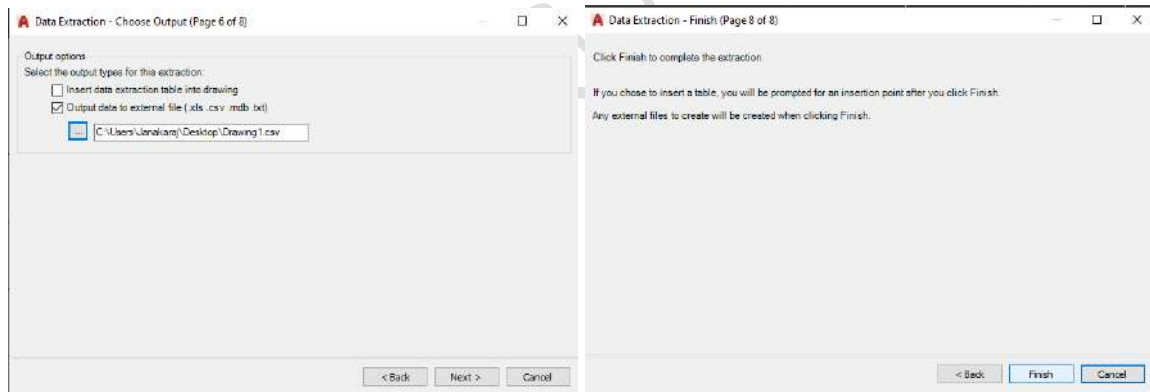 Data Extraction - Choose Output (Page 6 of 8)
Output options
Select the output types for this extraction:
Insert data extraction table into drawing
Output data to external file (.xls .csv .mdb .txt)
...
C:\Users\Janakaraj\Desktop\Drawing1.csv
< Back
Next >
Cancel
Data Extraction - Finish (Page 8 of 8)
Click Finish to complete the extraction.
If you chose to insert a table, you will be prompted for an insertion point after you click Finish.
Any external files to create will be created when clicking Finish.
< Back
Finish
Cancel